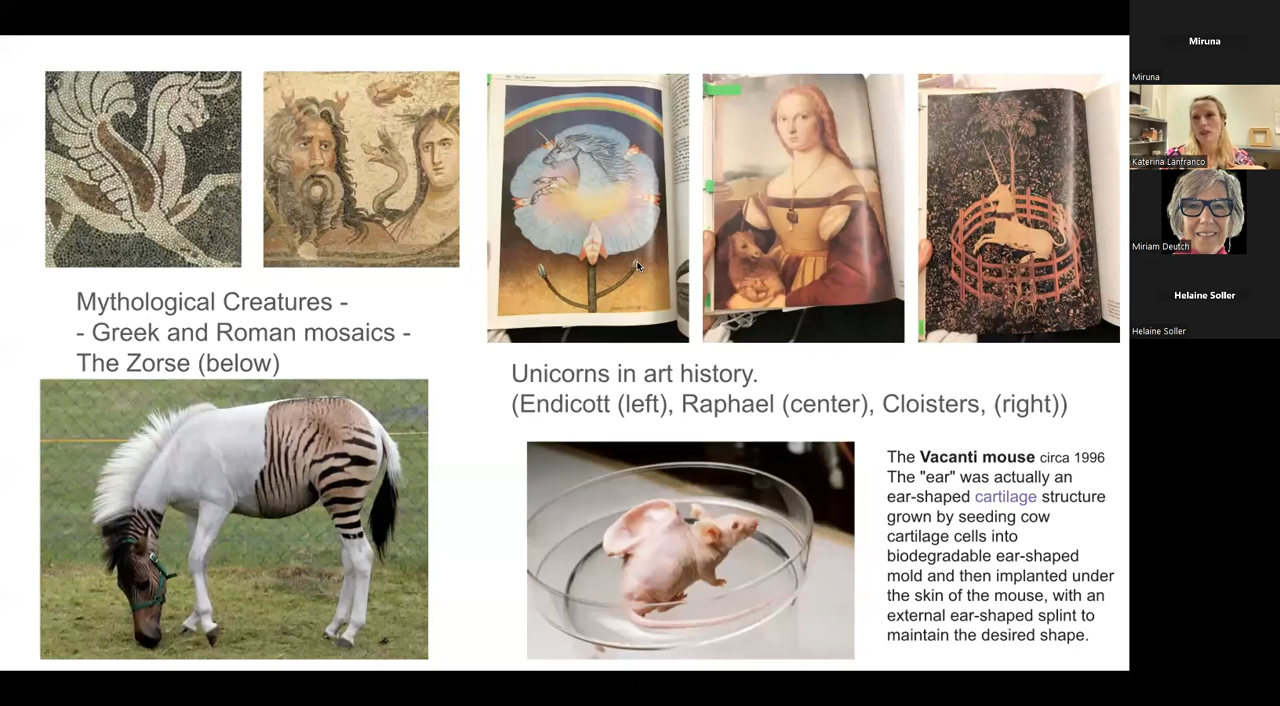 Mythological Creatures -
- Greek and Roman mosaics -
The Zorse (below)
Unicorns in art history.
(Endicott (left), Raphael (center), Cloisters, (right))
The Vacanti mouse circa 1996
The "ear" was actually an
ear-shaped cartilage structure
grown by seeding cow
cartilage cells into
biodegradable ear-shaped
mold and then implanted under
the skin of the mouse, with an
external ear-shaped splint to
maintain the desired shape.
Miruna
Miruna
Katerina Lanfranco
Miriam Deutch
Helaine Soller
Helaine Soller